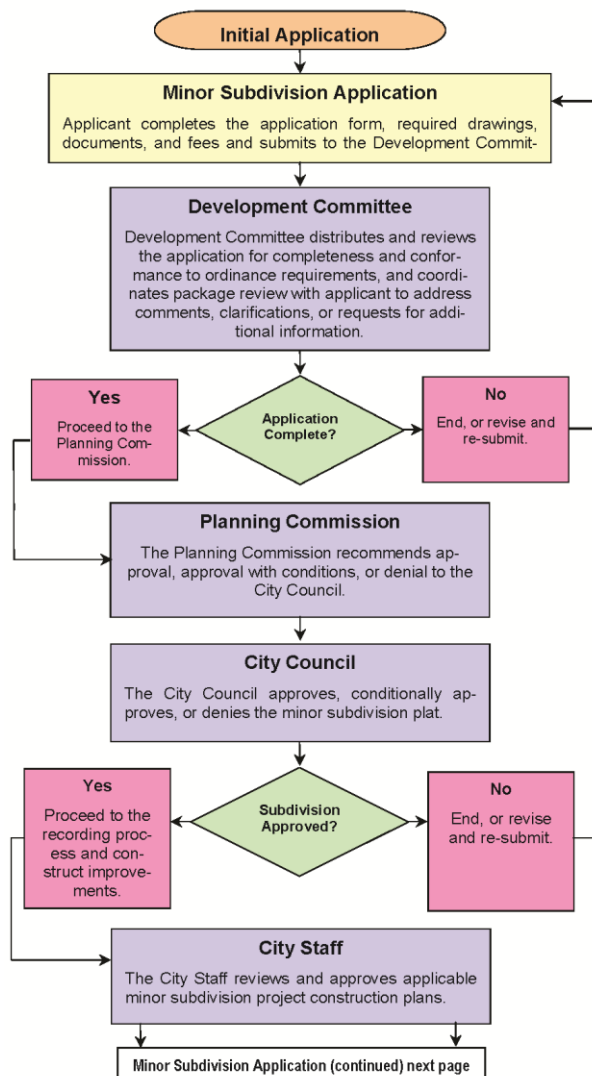 Initial Application
Minor Subdivision Application
Applicant completes the application form, required drawings,
documents, and fees and submits to the Development Commit-
Development Committee
Development Committee distributes and reviews
the application for completeness and confor-
mance to ordinance requirements, and coordi-
nates package review with applicant to address
comments, clarifications, or requests for addi-
tional information.
Yes
Proceed to the
Planning Com-
mission.
Application
Complete?
No
End, or revise and
re-submit.
Planning Commission
The Planning Commission recommends ap-
proval, approval with conditions, or denial to the
City Council.
City Council
The City Council approves, conditionally ap-
proves, or denies the minor subdivision plat.
Yes
Proceed to the
recording proc-
ess and con-
struct improve-
ments.
Subdivision
Approved?
No
End, or revise
and re-submit.
City Staff
The City Staff reviews and approves applicable
minor subdivision project construction plans.
Minor Subdivision Application (continued) next page